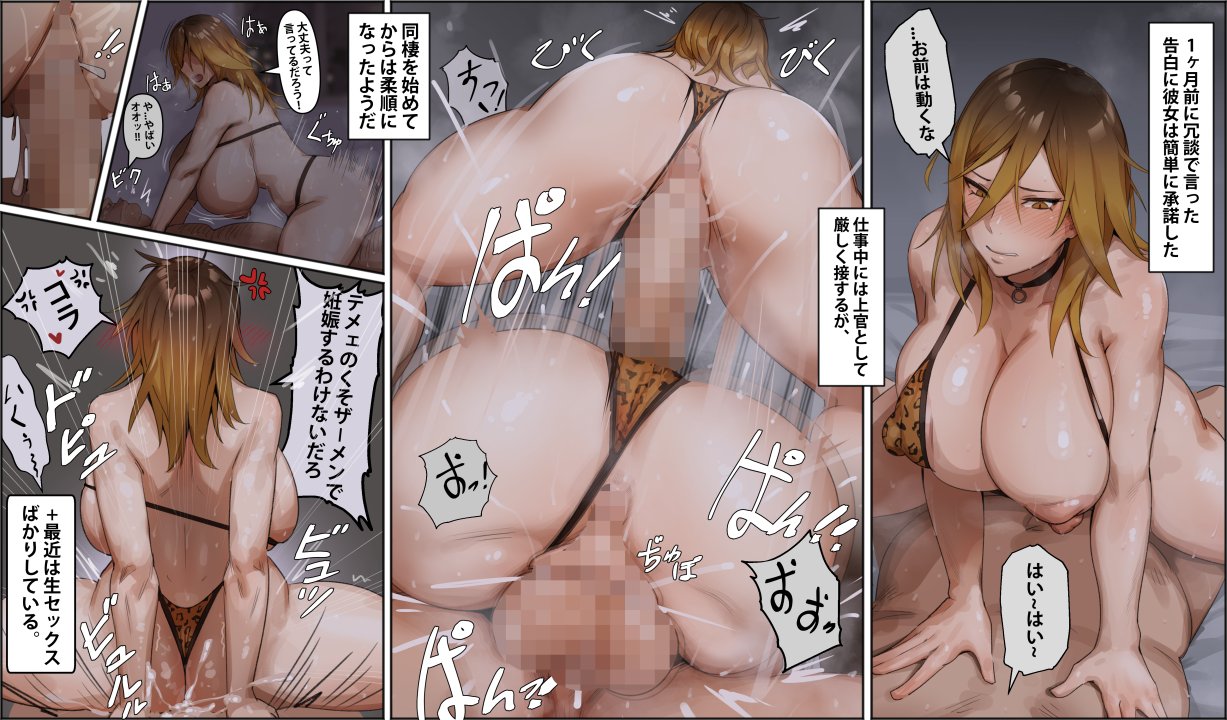 1ヶ月前に冗談で言った
告白に彼女は簡単に承諾した
…お前は動くな
はい～はい～
仕事中には上官として
厳しく接するが、
びく
びく
すっ…!
ぱん!
おっ!
ぱん!!
ぢゅぽ
おおっ
ぱんっ!!
同棲を始めて
からは柔順に
なったようだ
はぁ
大丈夫って
言ってるだろう!
はぁ
や…やばい
オオッ!!
ぐちゅ
ビク
!!
テメェのくそザーメンで
妊娠するわけないだろ
コラ
ドピュ
いくぅ～
ビュッ
ビュルル
+最近は生セックス
ばかりしている。